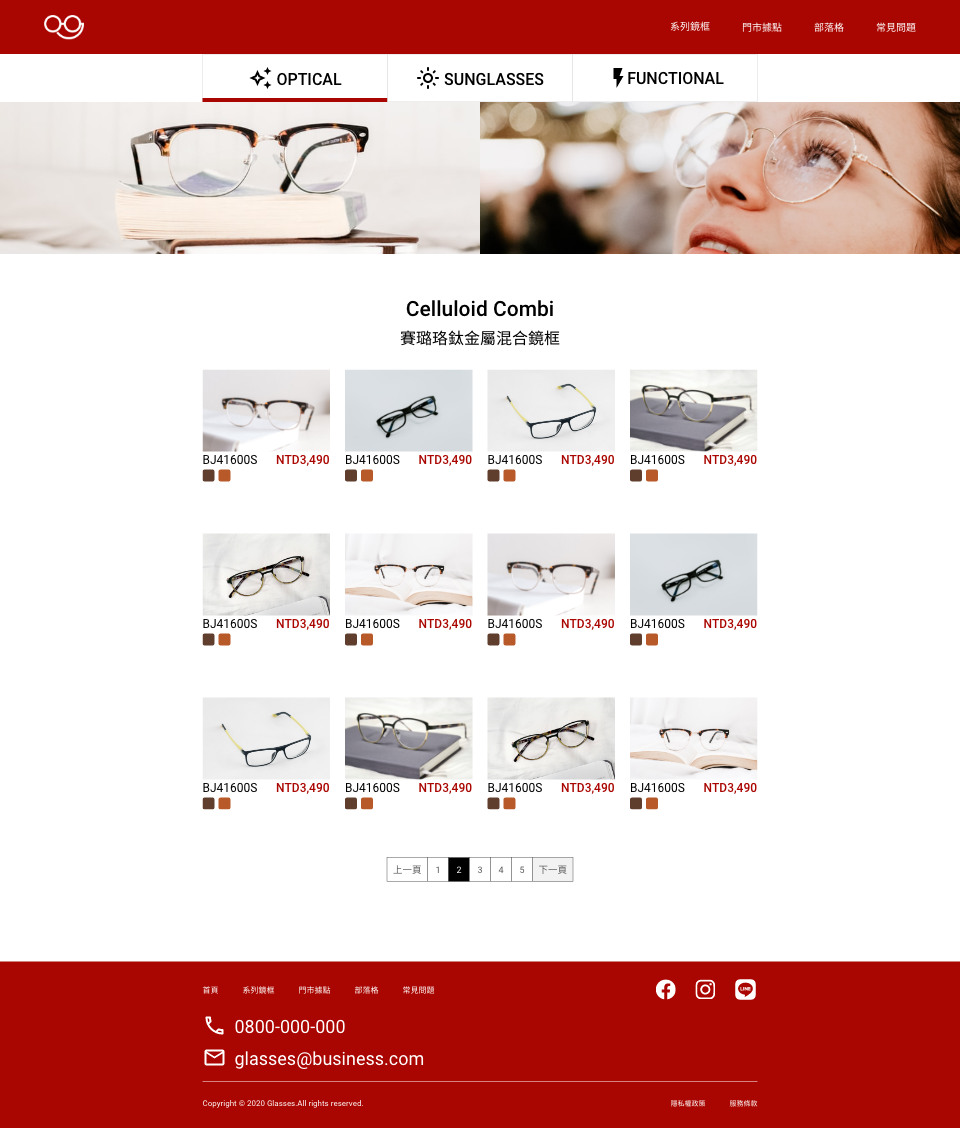 系列鏡框 門市據點 部落格 常見問題
OPTICAL SUNGLASSES FUNCTIONAL
Celluloid Combi
賽璐珞鈦金屬混合鏡框
BJ41600S NTD3,490 BJ41600S NTD3,490 BJ41600S NTD3,490 BJ41600S NTD3,490
BJ41600S NTD3,490 BJ41600S NTD3,490 BJ41600S NTD3,490 BJ41600S NTD3,490
BJ41600S NTD3,490 BJ41600S NTD3,490 BJ41600S NTD3,490 BJ41600S NTD3,490
上一頁 1 2 3 4 5 下一頁
首頁 系列鏡框 門市據點 部落格 常見問題 LINE
0800-000-000
glasses@business.com
Copyright © 2020 Glasses.All rights reserved. 隱私權政策 服務條款